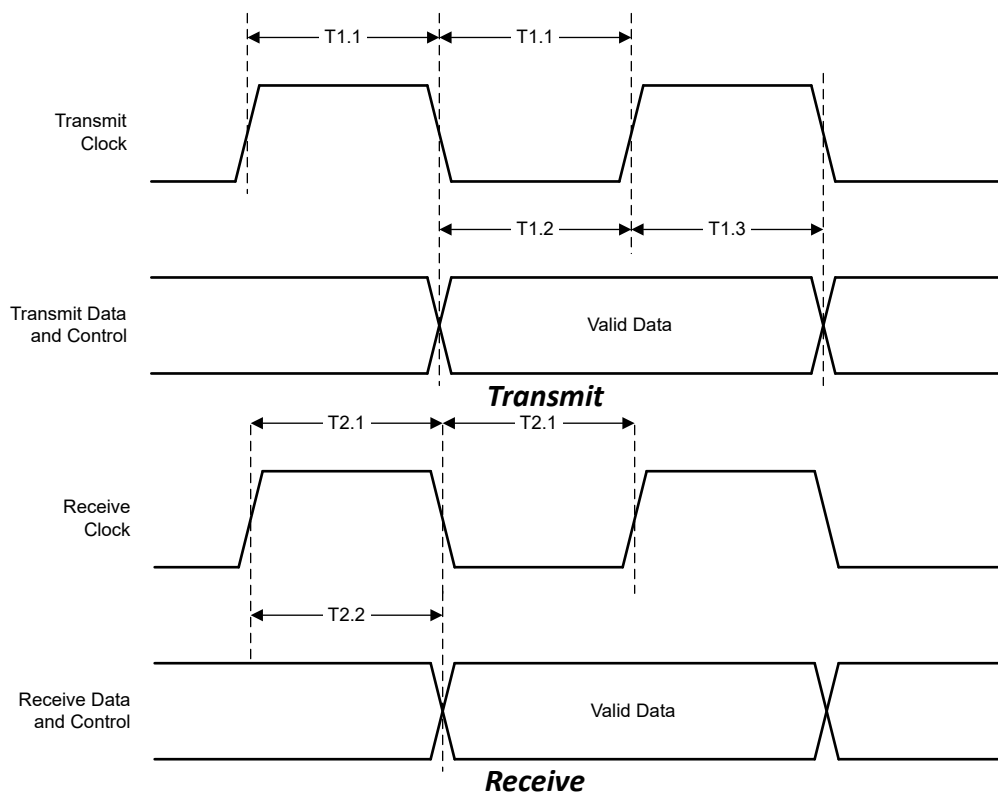 T1.1 T1.1
Transmit
Clock
T1.2 T1.3
Transmit Data
and Control
Valid Data
Transmit
T2.1 T2.1
Receive
Clock
T2.2
Receive Data
and Control
Valid Data
Receive